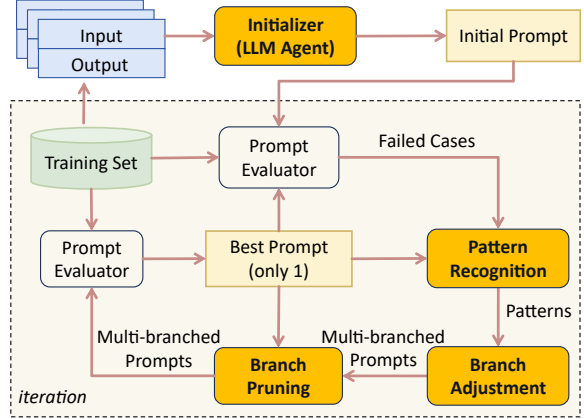 Input
Output
Initializer
(LLM Agent)
Initial Prompt
Training Set
Prompt
Evaluator
Failed Cases
Prompt
Evaluator
Best Prompt
(only 1)
Pattern
Recognition
Patterns
Multi-branched
Prompts
Branch
Pruning
Multi-branched
Prompts
Branch
Adjustment
iteration